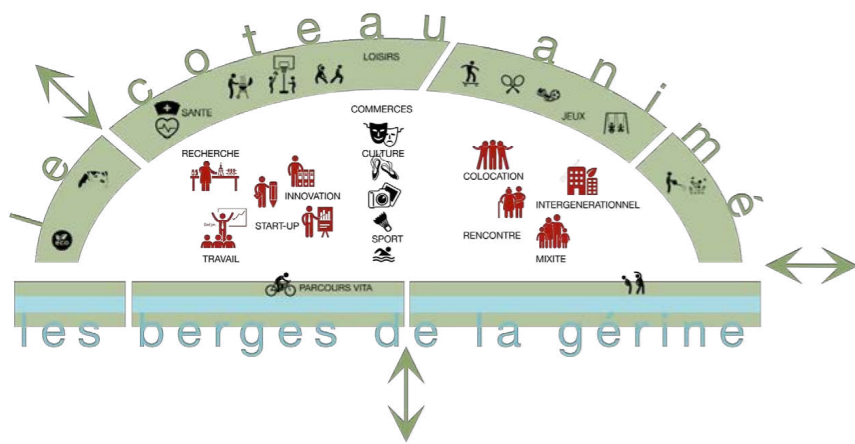 le coteau animé
LOISIRS
SANTE
JEUX
COMMERCES
RECHERCHE
CULTURE
COLOCATION
INNOVATION
INTERGENERATIONNEL
START-UP
SPORT
RENCONTRE
TRAVAIL
MIXITE
eco
PARCOURS VITA
les berges de la gérine